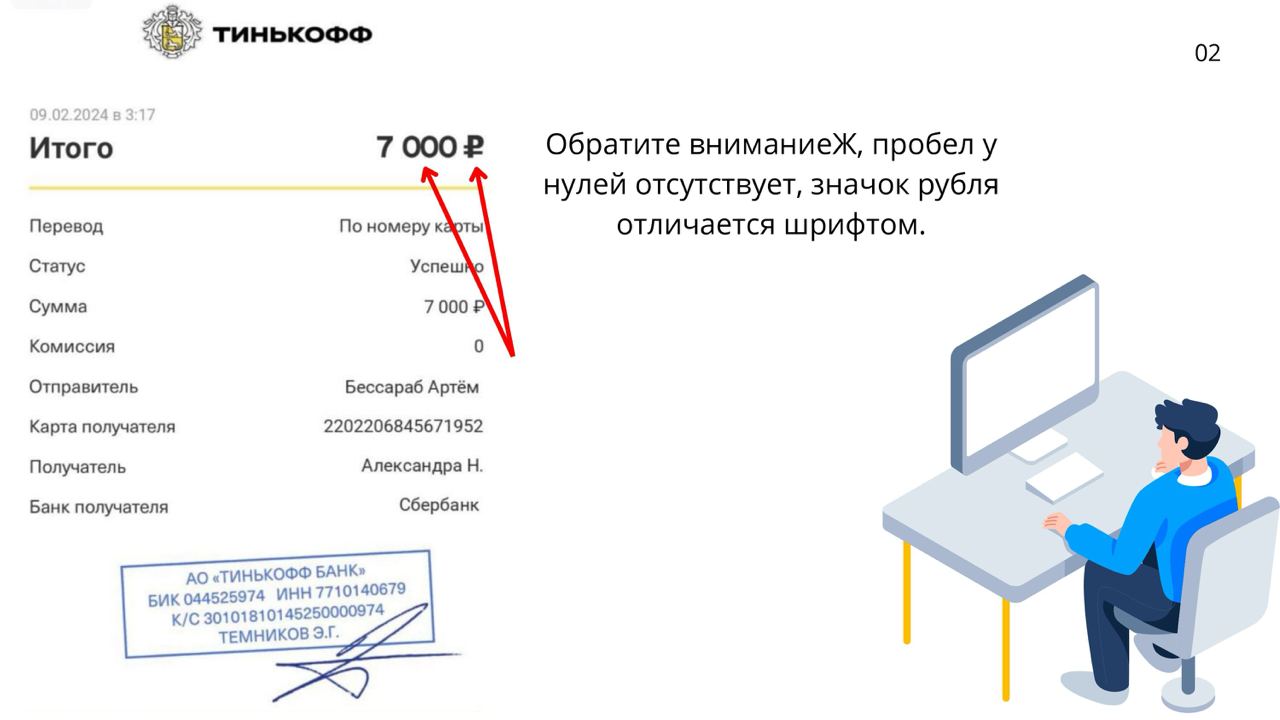 ТИНЬКОФФ
02
09.02.2024 в 3:17
Итого 7 000 ₽
Обратите вниманиеЖ, пробел у
нулей отсутствует, значок рубля
отличается шрифтом.
Перевод По номеру карты
Статус Успешно
Сумма 7 000 ₽
Комиссия 0
Отправитель Бессараб Артём
Карта получателя 2202206845671952
Получатель Александра Н.
Банк получателя Сбербанк
АО «ТИНЬКОФФ БАНК»
БИК 044525974 ИНН 7710140679
К/С 30101810145250000974
ТЕМНИКОВ Э.Г.